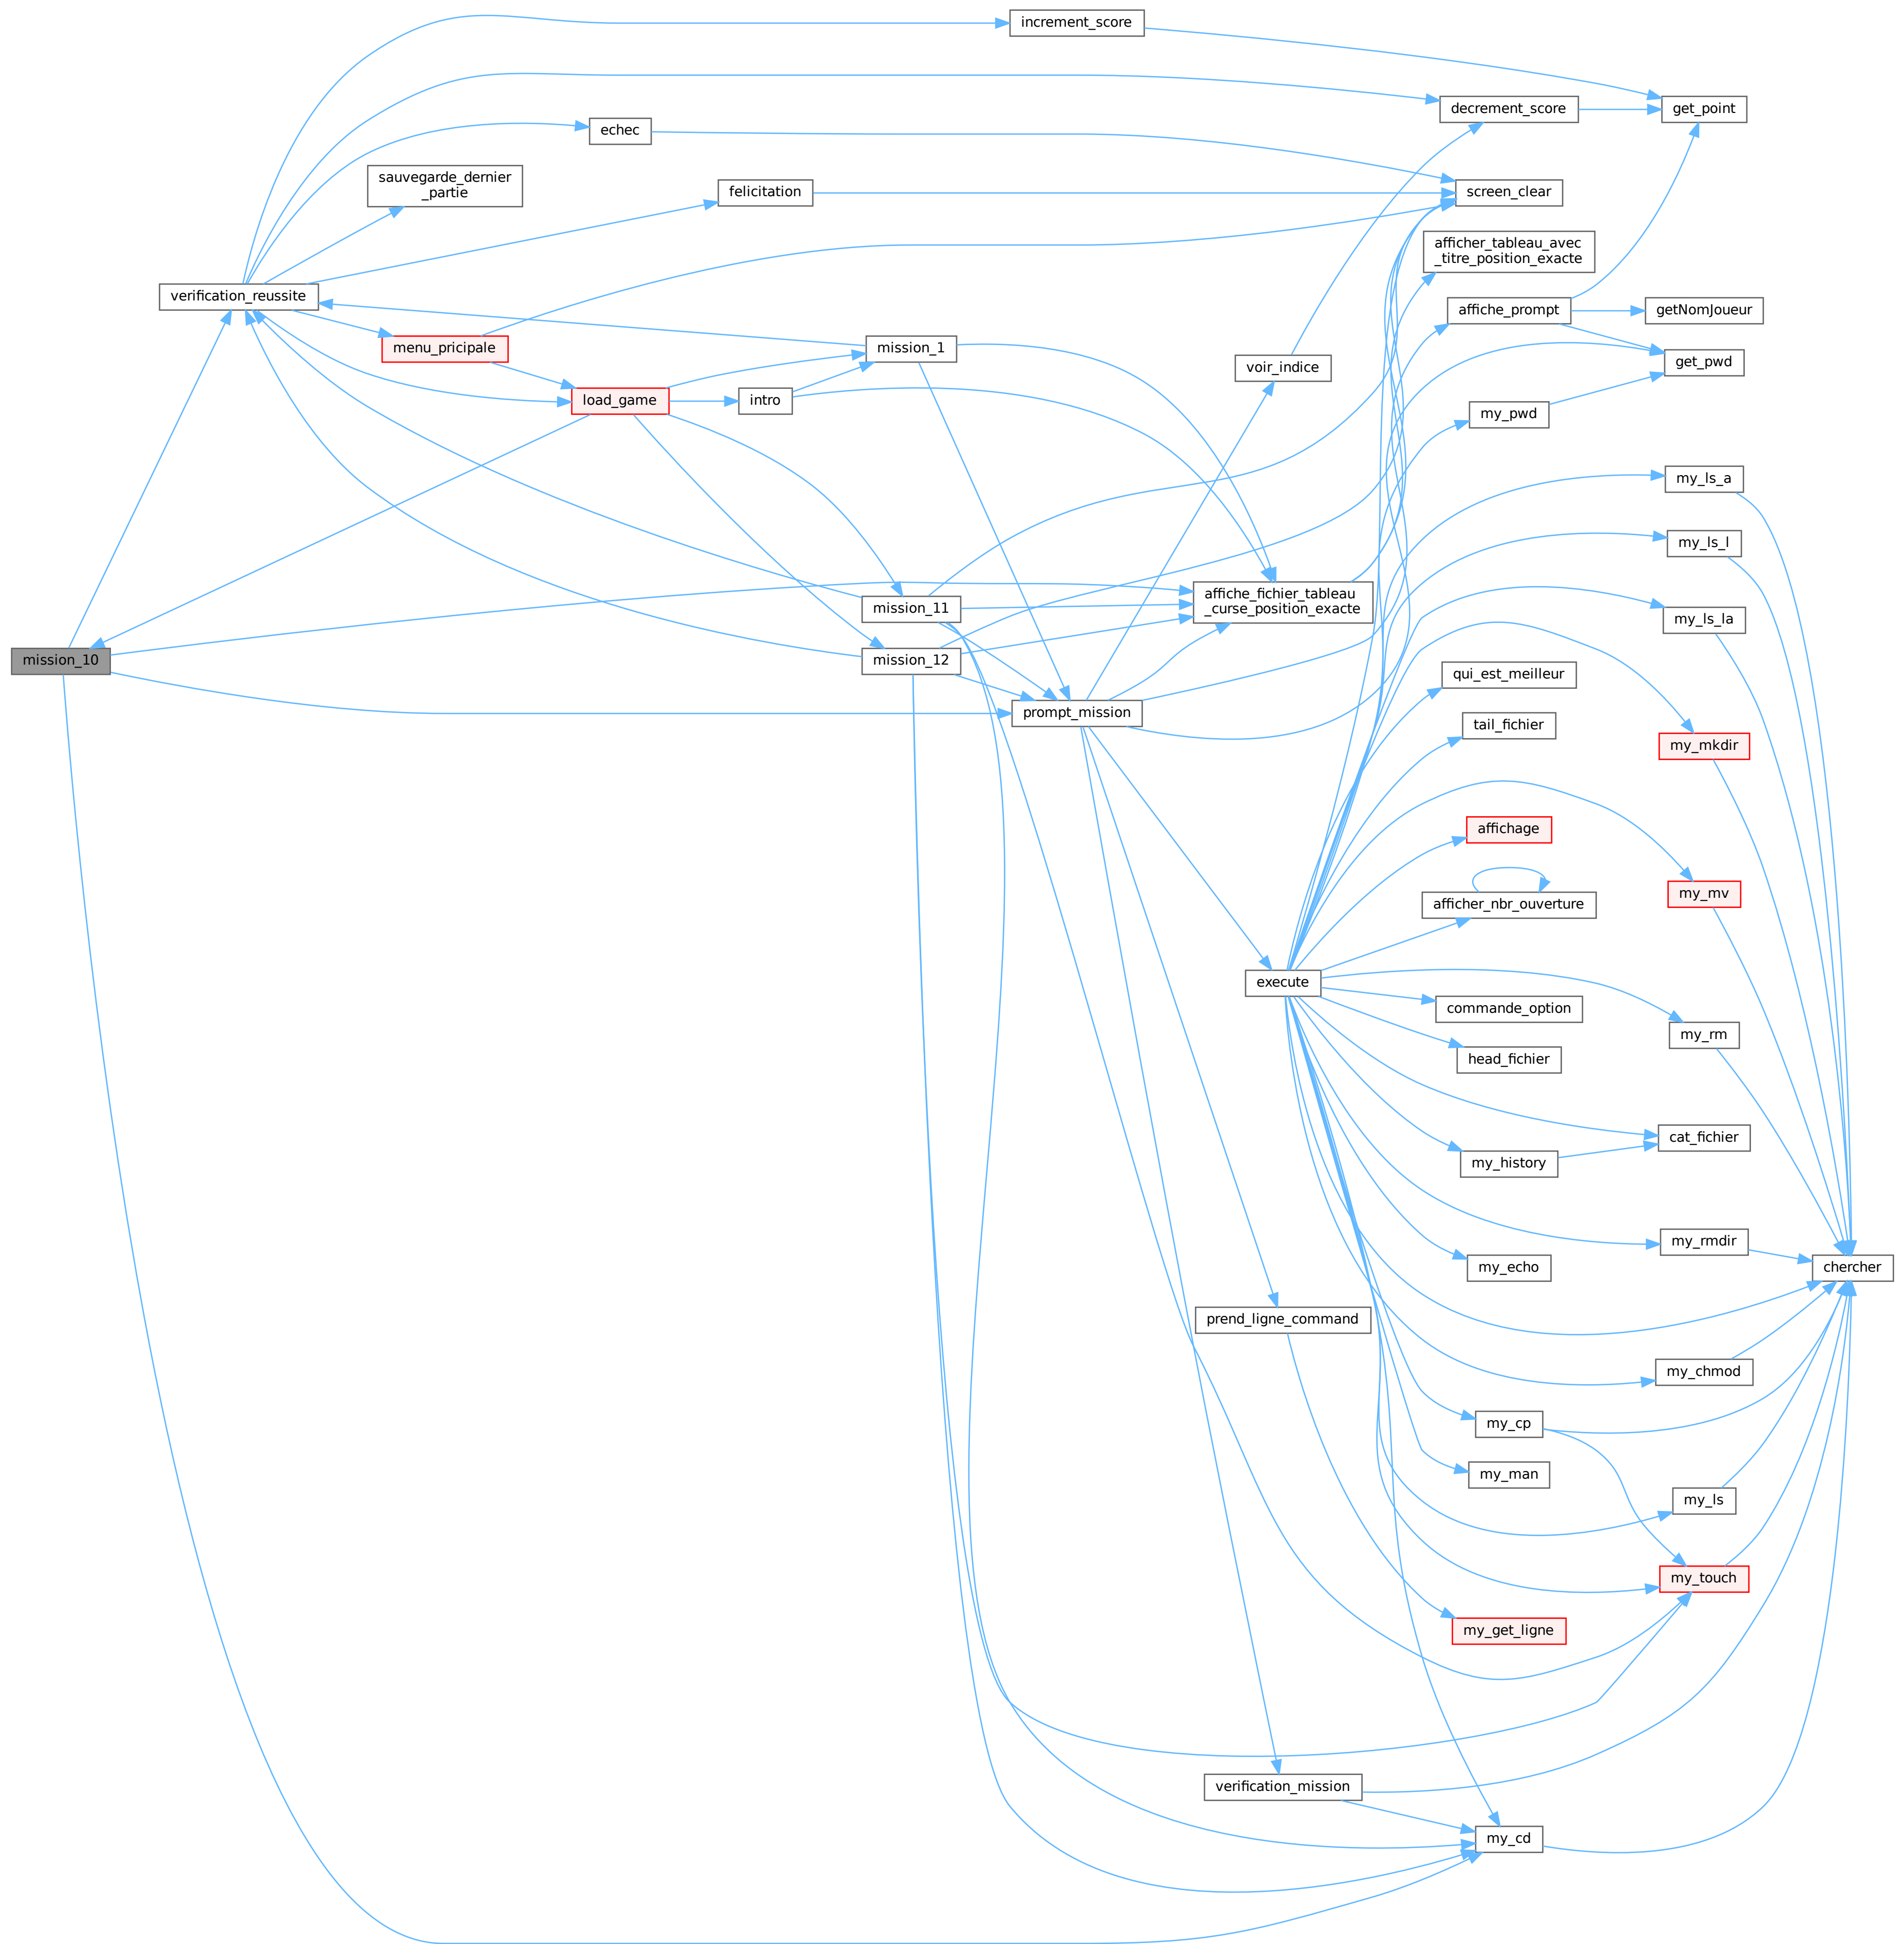 increment_score
decrement_score
get_point
echec
sauvegarde_dernier
_partie
felicitation
screen_clear
afficher_tableau_avec
_titre_position_exacte
verification_reussite
affiche_prompt
getNomJoueur
menu_pricipale
mission_1
voir_indice
get_pwd
load_game
intro
my_pwd
my_ls_a
my_ls_l
affiche_fichier_tableau
_curse_position_exacte
mission_11
my_ls_la
mission_10
mission_12
qui_est_meilleur
prompt_mission
tail_fichier
my_mkdir
affichage
afficher_nbr_ouverture
my_mv
execute
commande_option
my_rm
head_fichier
cat_fichier
my_history
my_rmdir
my_echo
chercher
prend_ligne_command
my_chmod
my_cp
my_man
my_ls
my_touch
my_get_ligne
verification_mission
my_cd